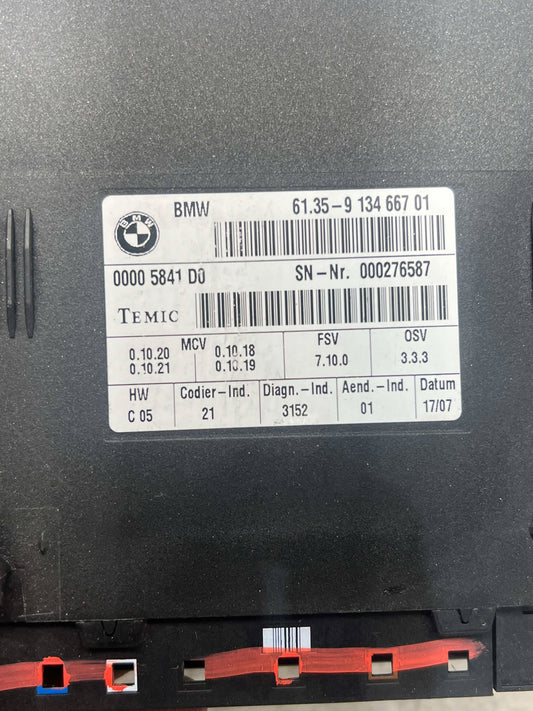 BMW
BMW 61.35-9 134 667 01
0000 5841 D0 SN-Nr. 000276587
TEMIC
MCV FSV OSV
0.10.20 0.10.18 7.10.0 3.3.3
0.10.21 0.10.19
HW Codier-Ind. Diagn.-Ind. Aend.-Ind. Datum
C 05 21 3152 01 17/07